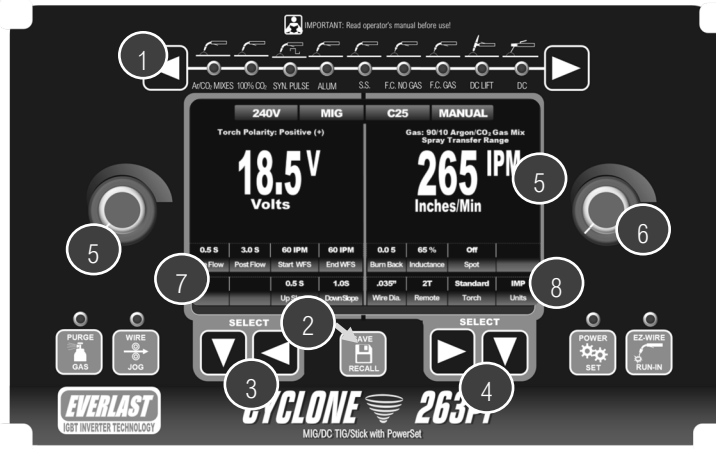 IMPORTANT: Read operator's manual before use!
1
Ar/CO₂ MIXES 100% CO₂ SYN. PULSE ALUM S.S. F.C. NO GAS F.C. GAS DC LIFT DC
240V MIG C25 MANUAL
Torch Polarity: Positive (+)
Gas: 90/10 Argon/CO₂ Gas Mix
Spray Transfer Range
18.5 V
Volts
265 IPM
Inches/Min
5
5
6
0.5 S 3.0 S 60 IPM 60 IPM 0.0 5 65 % Off
Flow Post Flow Start WFS End WFS Burn Back Inductance Spot
7
8
0.5 S 1.0S .035" 2T Standard IMP
Down Slope Wire Dia. Remote Torch Units
SELECT
SELECT
2
SAVE
RECALL
3
4
PURGE
GAS
WIRE
JOG
POWER
SET
EZ-WIRE
RUN-IN
EVERLAST
IGBT INVERTER TECHNOLOGY
CYCLONE 263
MIG/DC TIG/Stick with PowerSet